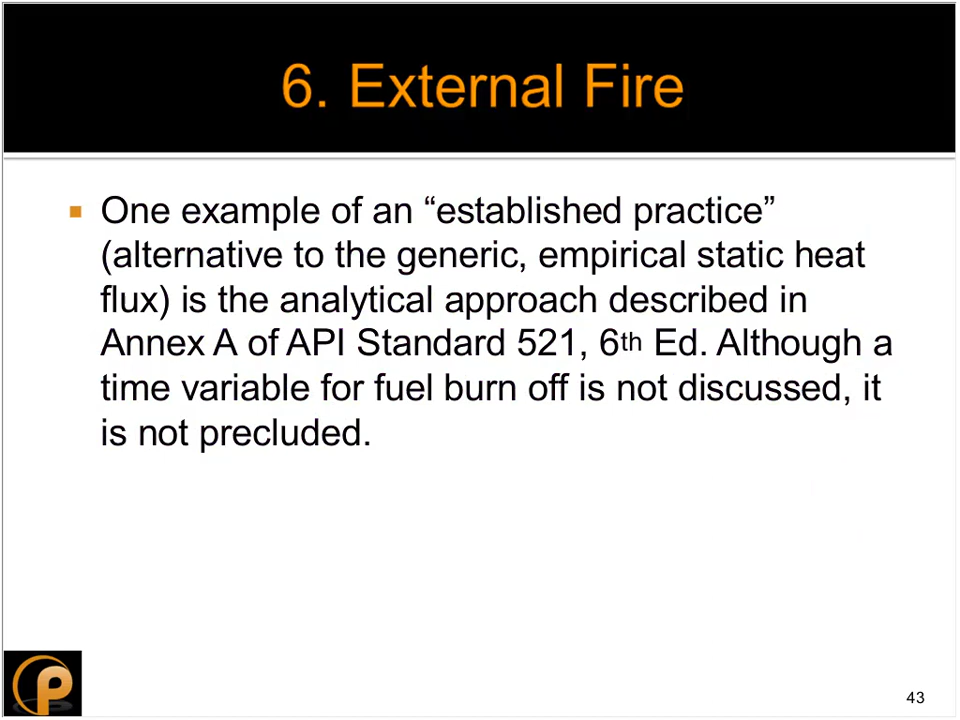 6. External Fire
One example of an “established practice”
(alternative to the generic, empirical static heat
flux) is the analytical approach described in
Annex A of API Standard 521, 6th Ed. Although a
time variable for fuel burn off is not discussed, it
is not precluded.
P
43